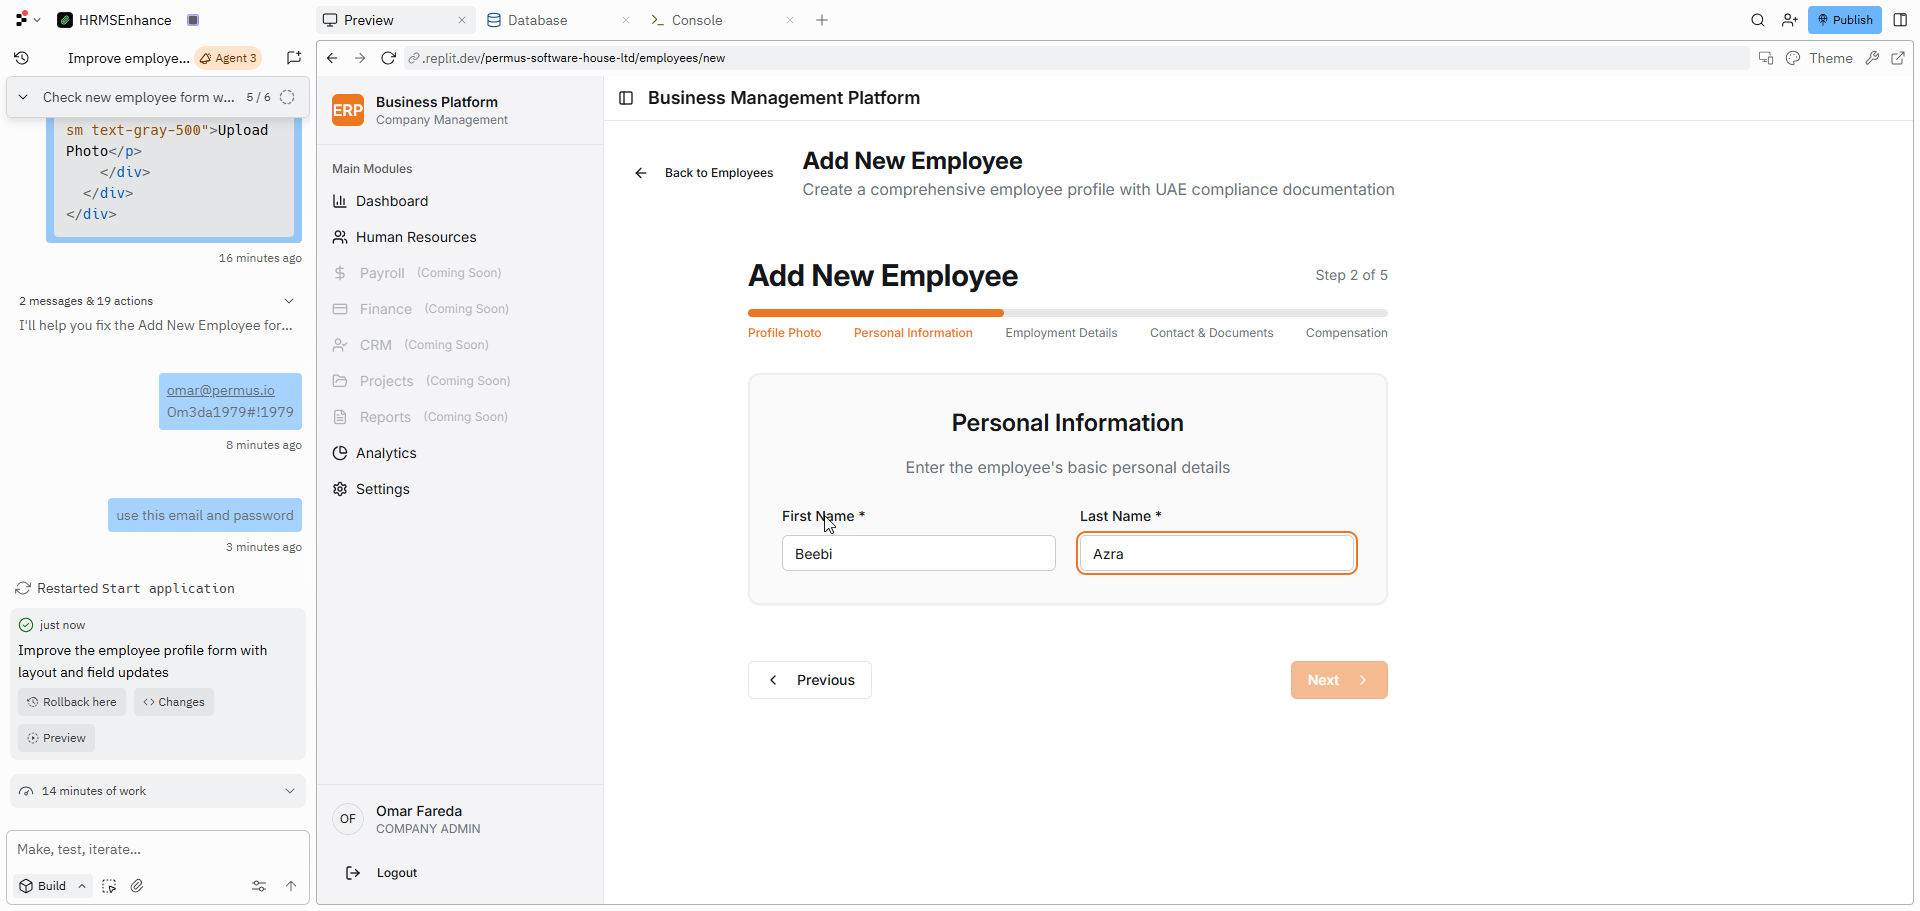 HRMSEnhance
Preview
Database
Console
Publish
Improve employe...
Agent 3
.replit.dev/permus-software-house-ltd/employees/new
Theme
Check new employee form w...
5 / 6
sm text-gray-500">Upload
Photo</p>
</div>
</div>
</div>
16 minutes ago
2 messages & 19 actions
I'll help you fix the Add New Employee for...
omar@permus.io
Om3da1979#!1979
8 minutes ago
use this email and password
3 minutes ago
Restarted Start application
just now
Improve the employee profile form with
layout and field updates
Rollback here
<> Changes
Preview
14 minutes of work
Make, test, iterate...
Build
ERP
Business Platform
Company Management
Main Modules
Dashboard
Human Resources
Payroll (Coming Soon)
Finance (Coming Soon)
CRM (Coming Soon)
Projects (Coming Soon)
Reports (Coming Soon)
Analytics
Settings
OF
Omar Fareda
COMPANY ADMIN
Logout
Business Management Platform
Back to Employees
Add New Employee
Create a comprehensive employee profile with UAE compliance documentation
Add New Employee
Step 2 of 5
Profile Photo
Personal Information
Employment Details
Contact & Documents
Compensation
Personal Information
Enter the employee's basic personal details
First Name *
Last Name *
Beebi
Azra
Previous
Next